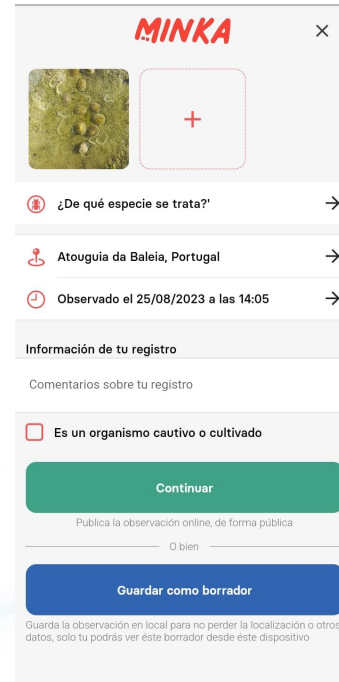 MINKA
¿De qué especie se trata?'
Atouguia da Baleia, Portugal
Observado el 25/08/2023 a las 14:05
Información de tu registro
Comentarios sobre tu registro
Es un organismo cautivo o cultivado
Continuar
Publica la observación online, de forma pública
O bien
Guardar como borrador
Guarda la observación en local para no perder la localización o otros
datos, solo tu podrás ver éste borrador desde éste dispositivo